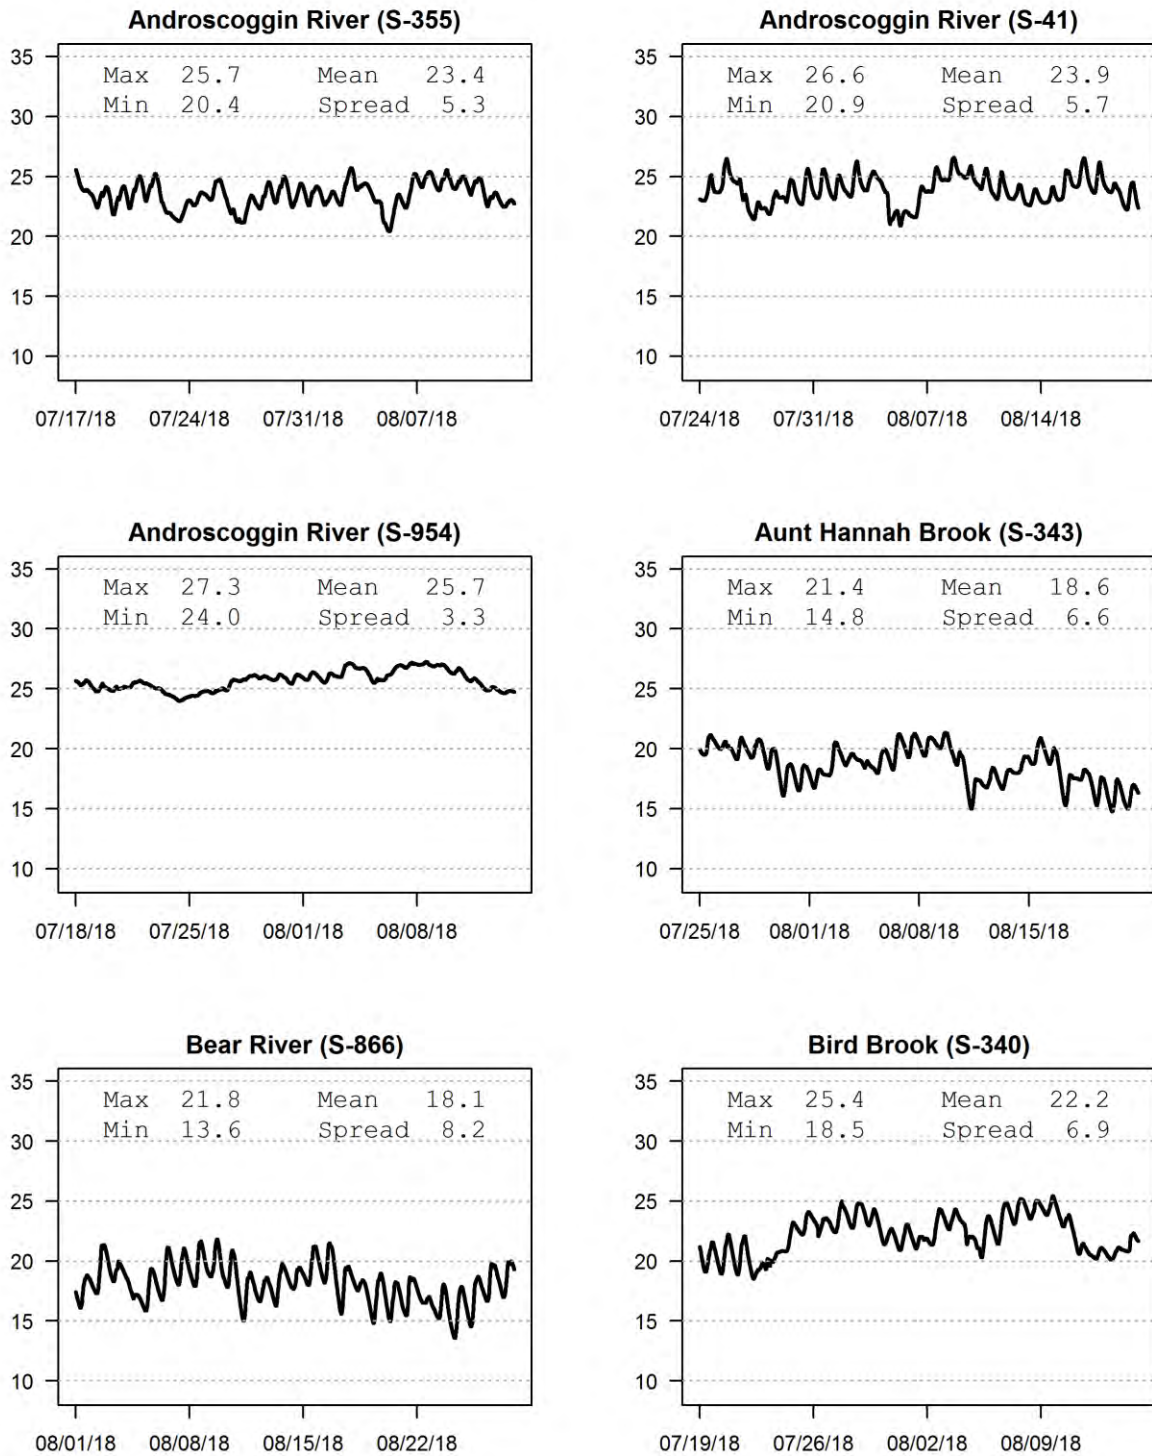 Androscoggin River (S-355)
35
Max 25.7 Mean 23.4
Min 20.4 Spread 5.3
30
25
20
15
10
07/17/18 07/24/18 07/31/18 08/07/18
Androscoggin River (S-41)
35
Max 26.6 Mean 23.9
Min 20.9 Spread 5.7
30
25
20
15
10
07/24/18 07/31/18 08/07/18 08/14/18
Androscoggin River (S-954)
35
Max 27.3 Mean 25.7
Min 24.0 Spread 3.3
30
25
20
15
10
07/18/18 07/25/18 08/01/18 08/08/18
Aunt Hannah Brook (S-343)
35
Max 21.4 Mean 18.6
Min 14.8 Spread 6.6
30
25
20
15
10
07/25/18 08/01/18 08/08/18 08/15/18
Bear River (S-866)
35
Max 21.8 Mean 18.1
Min 13.6 Spread 8.2
30
25
20
15
10
08/01/18 08/08/18 08/15/18 08/22/18
Bird Brook (S-340)
35
Max 25.4 Mean 22.2
Min 18.5 Spread 6.9
30
25
20
15
10
07/19/18 07/26/18 08/02/18 08/09/18